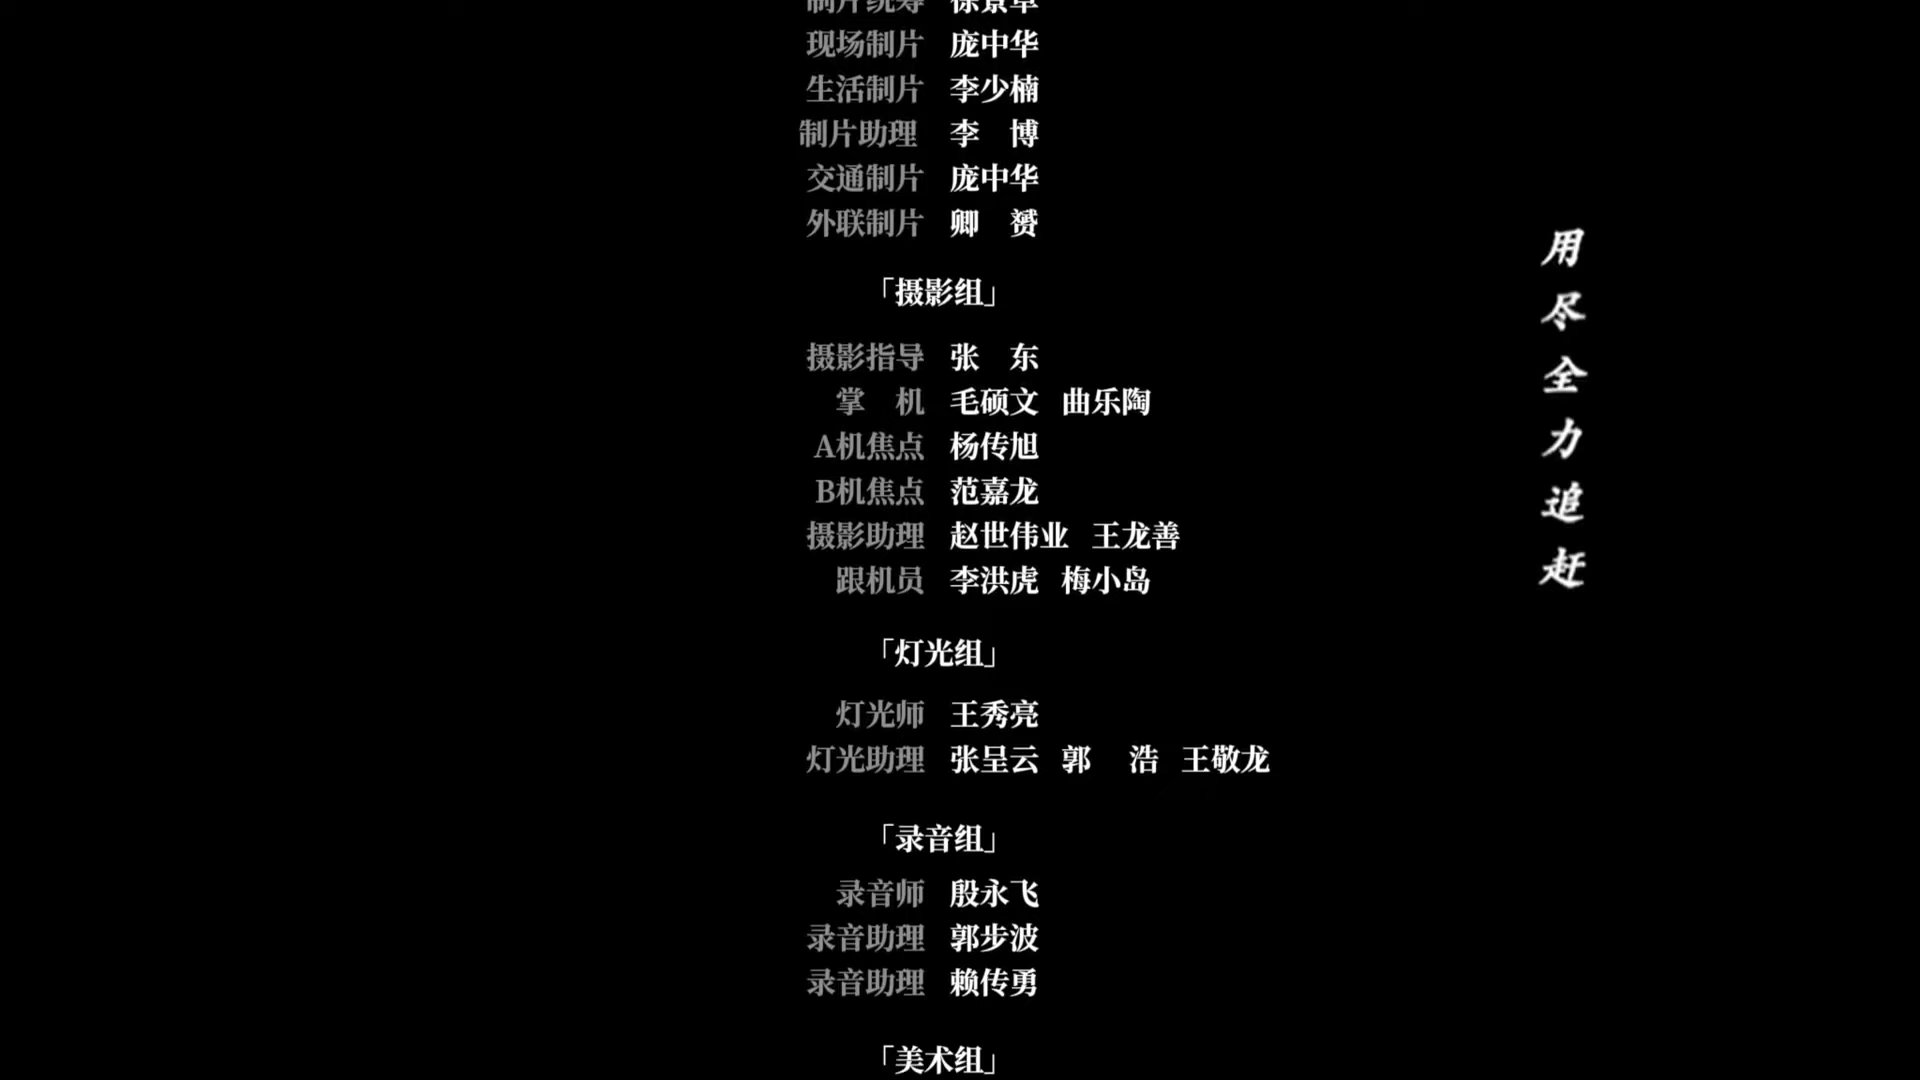 制片统筹 徐景卓
现场制片 庞中华
生活制片 李少楠
制片助理 李 博
交通制片 庞中华
外联制片 卿 赟
「摄影组」
摄影指导 张 东
掌 机 毛硕文 曲乐陶
A机焦点 杨传旭
B机焦点 范嘉龙
摄影助理 赵世伟业 王龙善
跟机员 李洪虎 梅小岛
「灯光组」
灯光师 王秀亮
灯光助理 张呈云 郭 浩 王敬龙
「录音组」
录音师 殷永飞
录音助理 郭步波
录音助理 赖传勇
「美术组」
用尽全力追赶